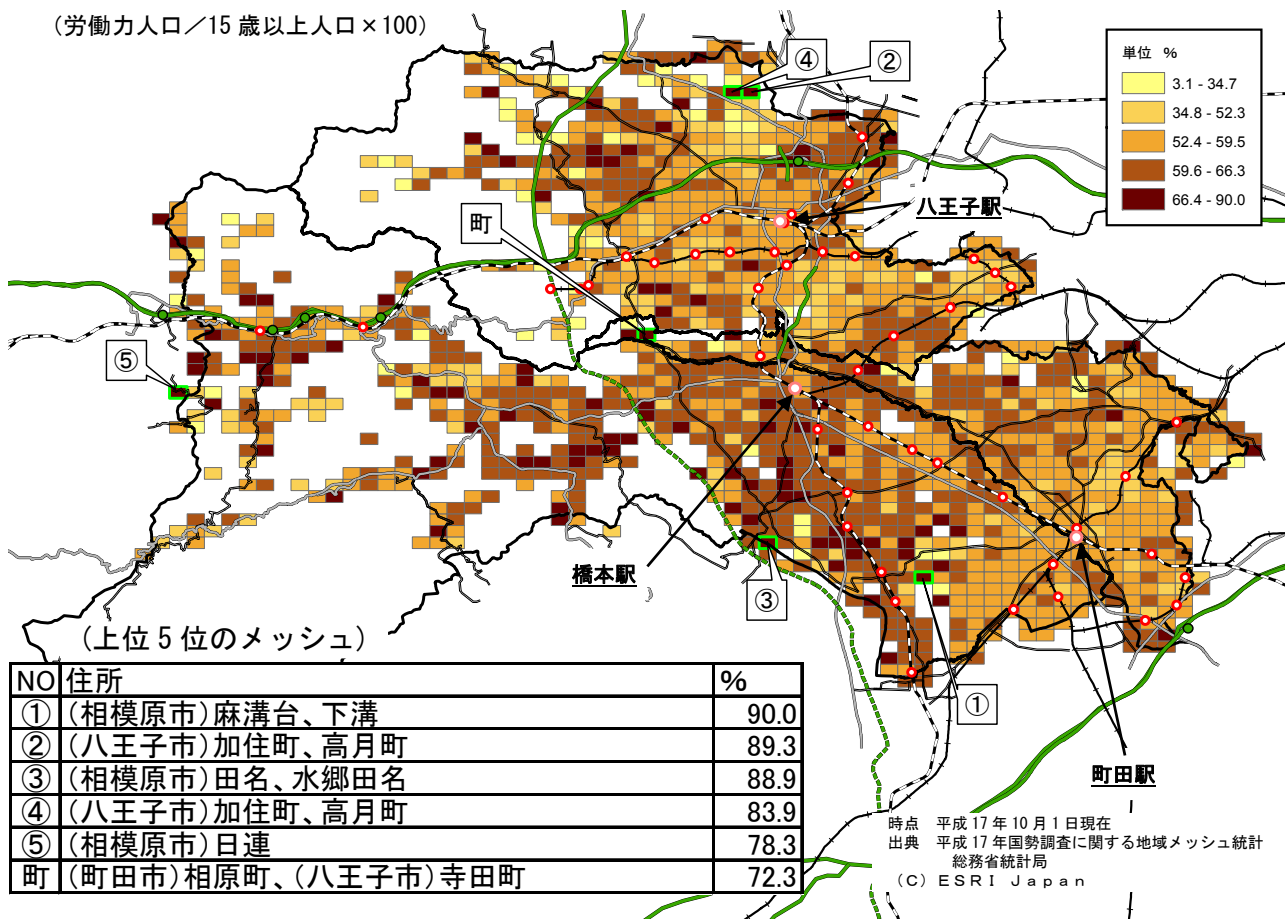 (労働力人口／15 歳以上人口×100)
④
②
単位 %
3.1 - 34.7
34.8 - 52.3
52.4 - 59.5
59.6 - 66.3
66.4 - 90.0
八王子駅
町
⑤
橋本駅
③
①
町田駅
(上位 5 位のメッシュ)
NO 住所 %
① (相模原市)麻溝台、下溝 90.0
② (八王子市)加住町、高月町 89.3
③ (相模原市)田名、水郷田名 88.9
④ (八王子市)加住町、高月町 83.9
⑤ (相模原市)日連 78.3
町 (町田市)相原町、(八王子市)寺田町 72.3
時点 平成 17 年 10 月 1 日現在
出典 平成 17 年国勢調査に関する地域メッシュ統計
総務省統計局
(C) ESRI Japan